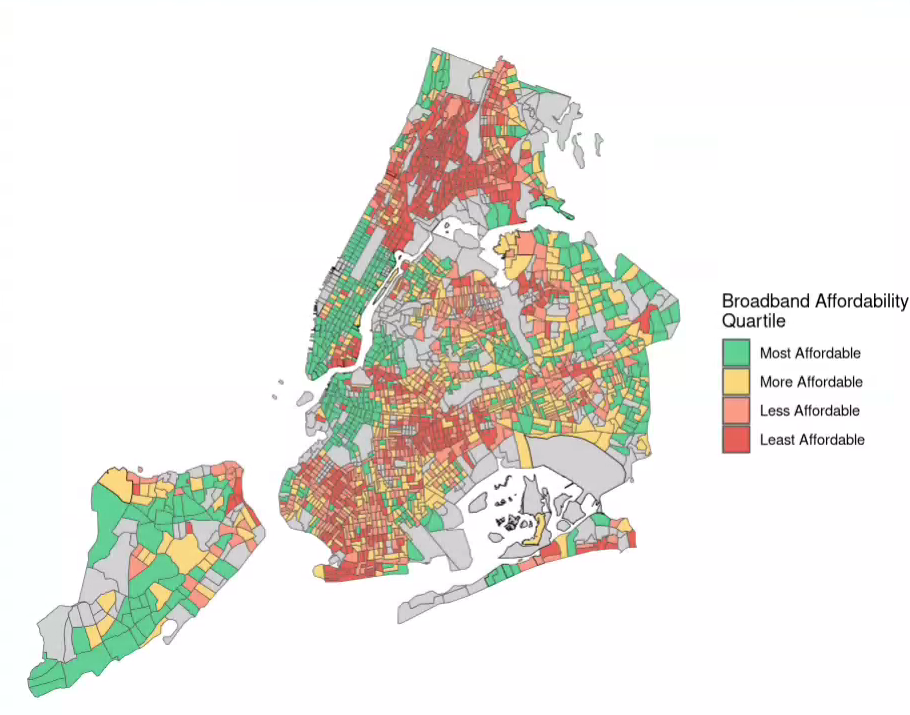 Broadband Affordability
Quartile
Most Affordable
More Affordable
Less Affordable
Least Affordable